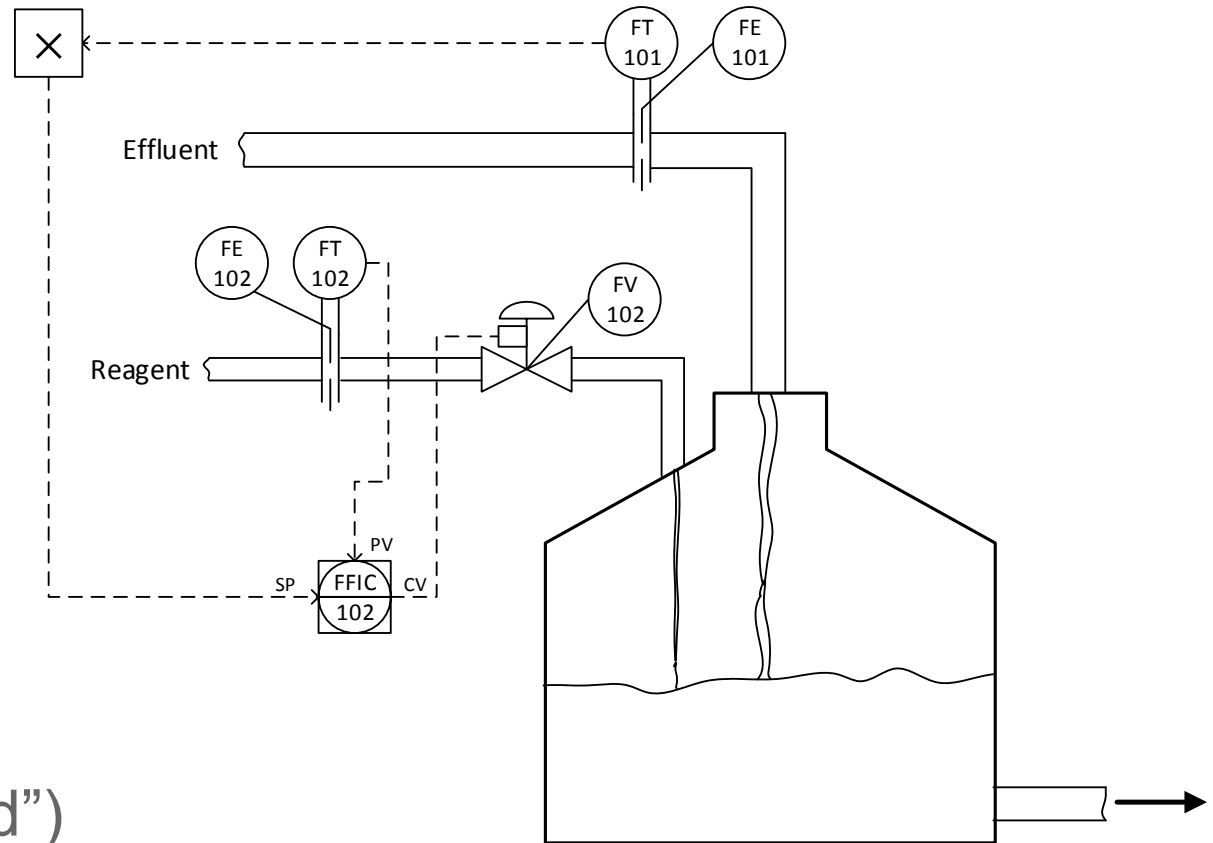 ×
FT
101
FE
101
Effluent
FE
102
FT
102
FV
102
Reagent
PV
SP
FFIC
102
CV
d”)